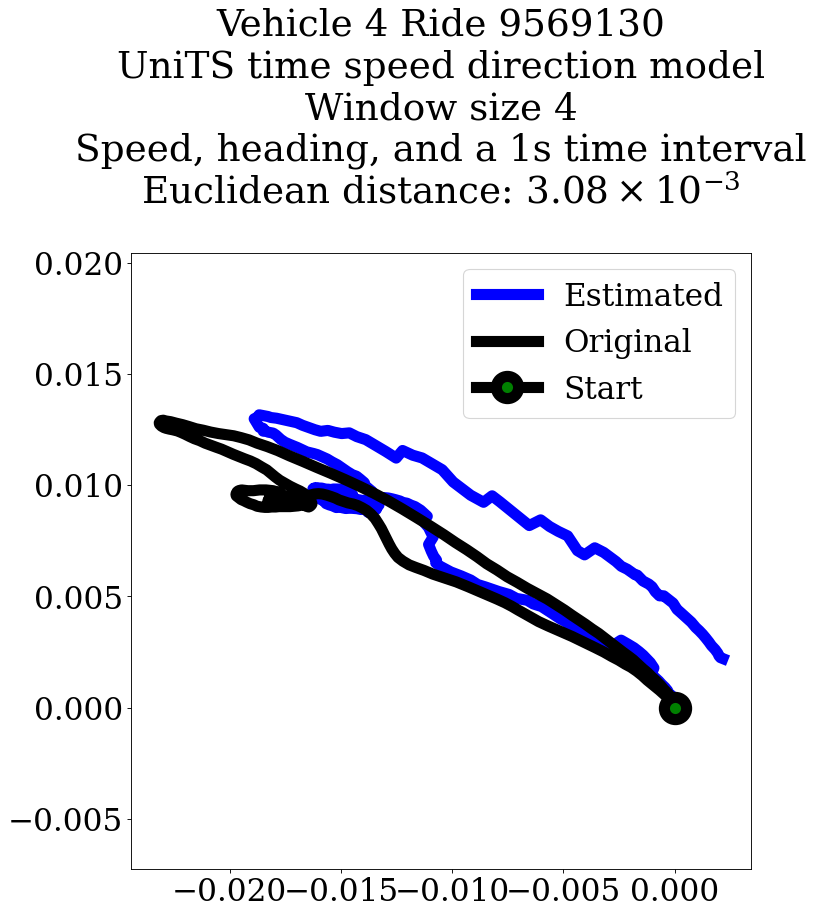 Vehicle 4 Ride 9569130
UniTS time speed direction model
Window size 4
Speed, heading, and a 1s time interval
Euclidean distance: 3.08 × 10⁻³
0.020
0.015
0.010
0.005
0.000
−0.005
Estimated
Original
Start
−0.020 −0.015 −0.010 −0.005 0.000